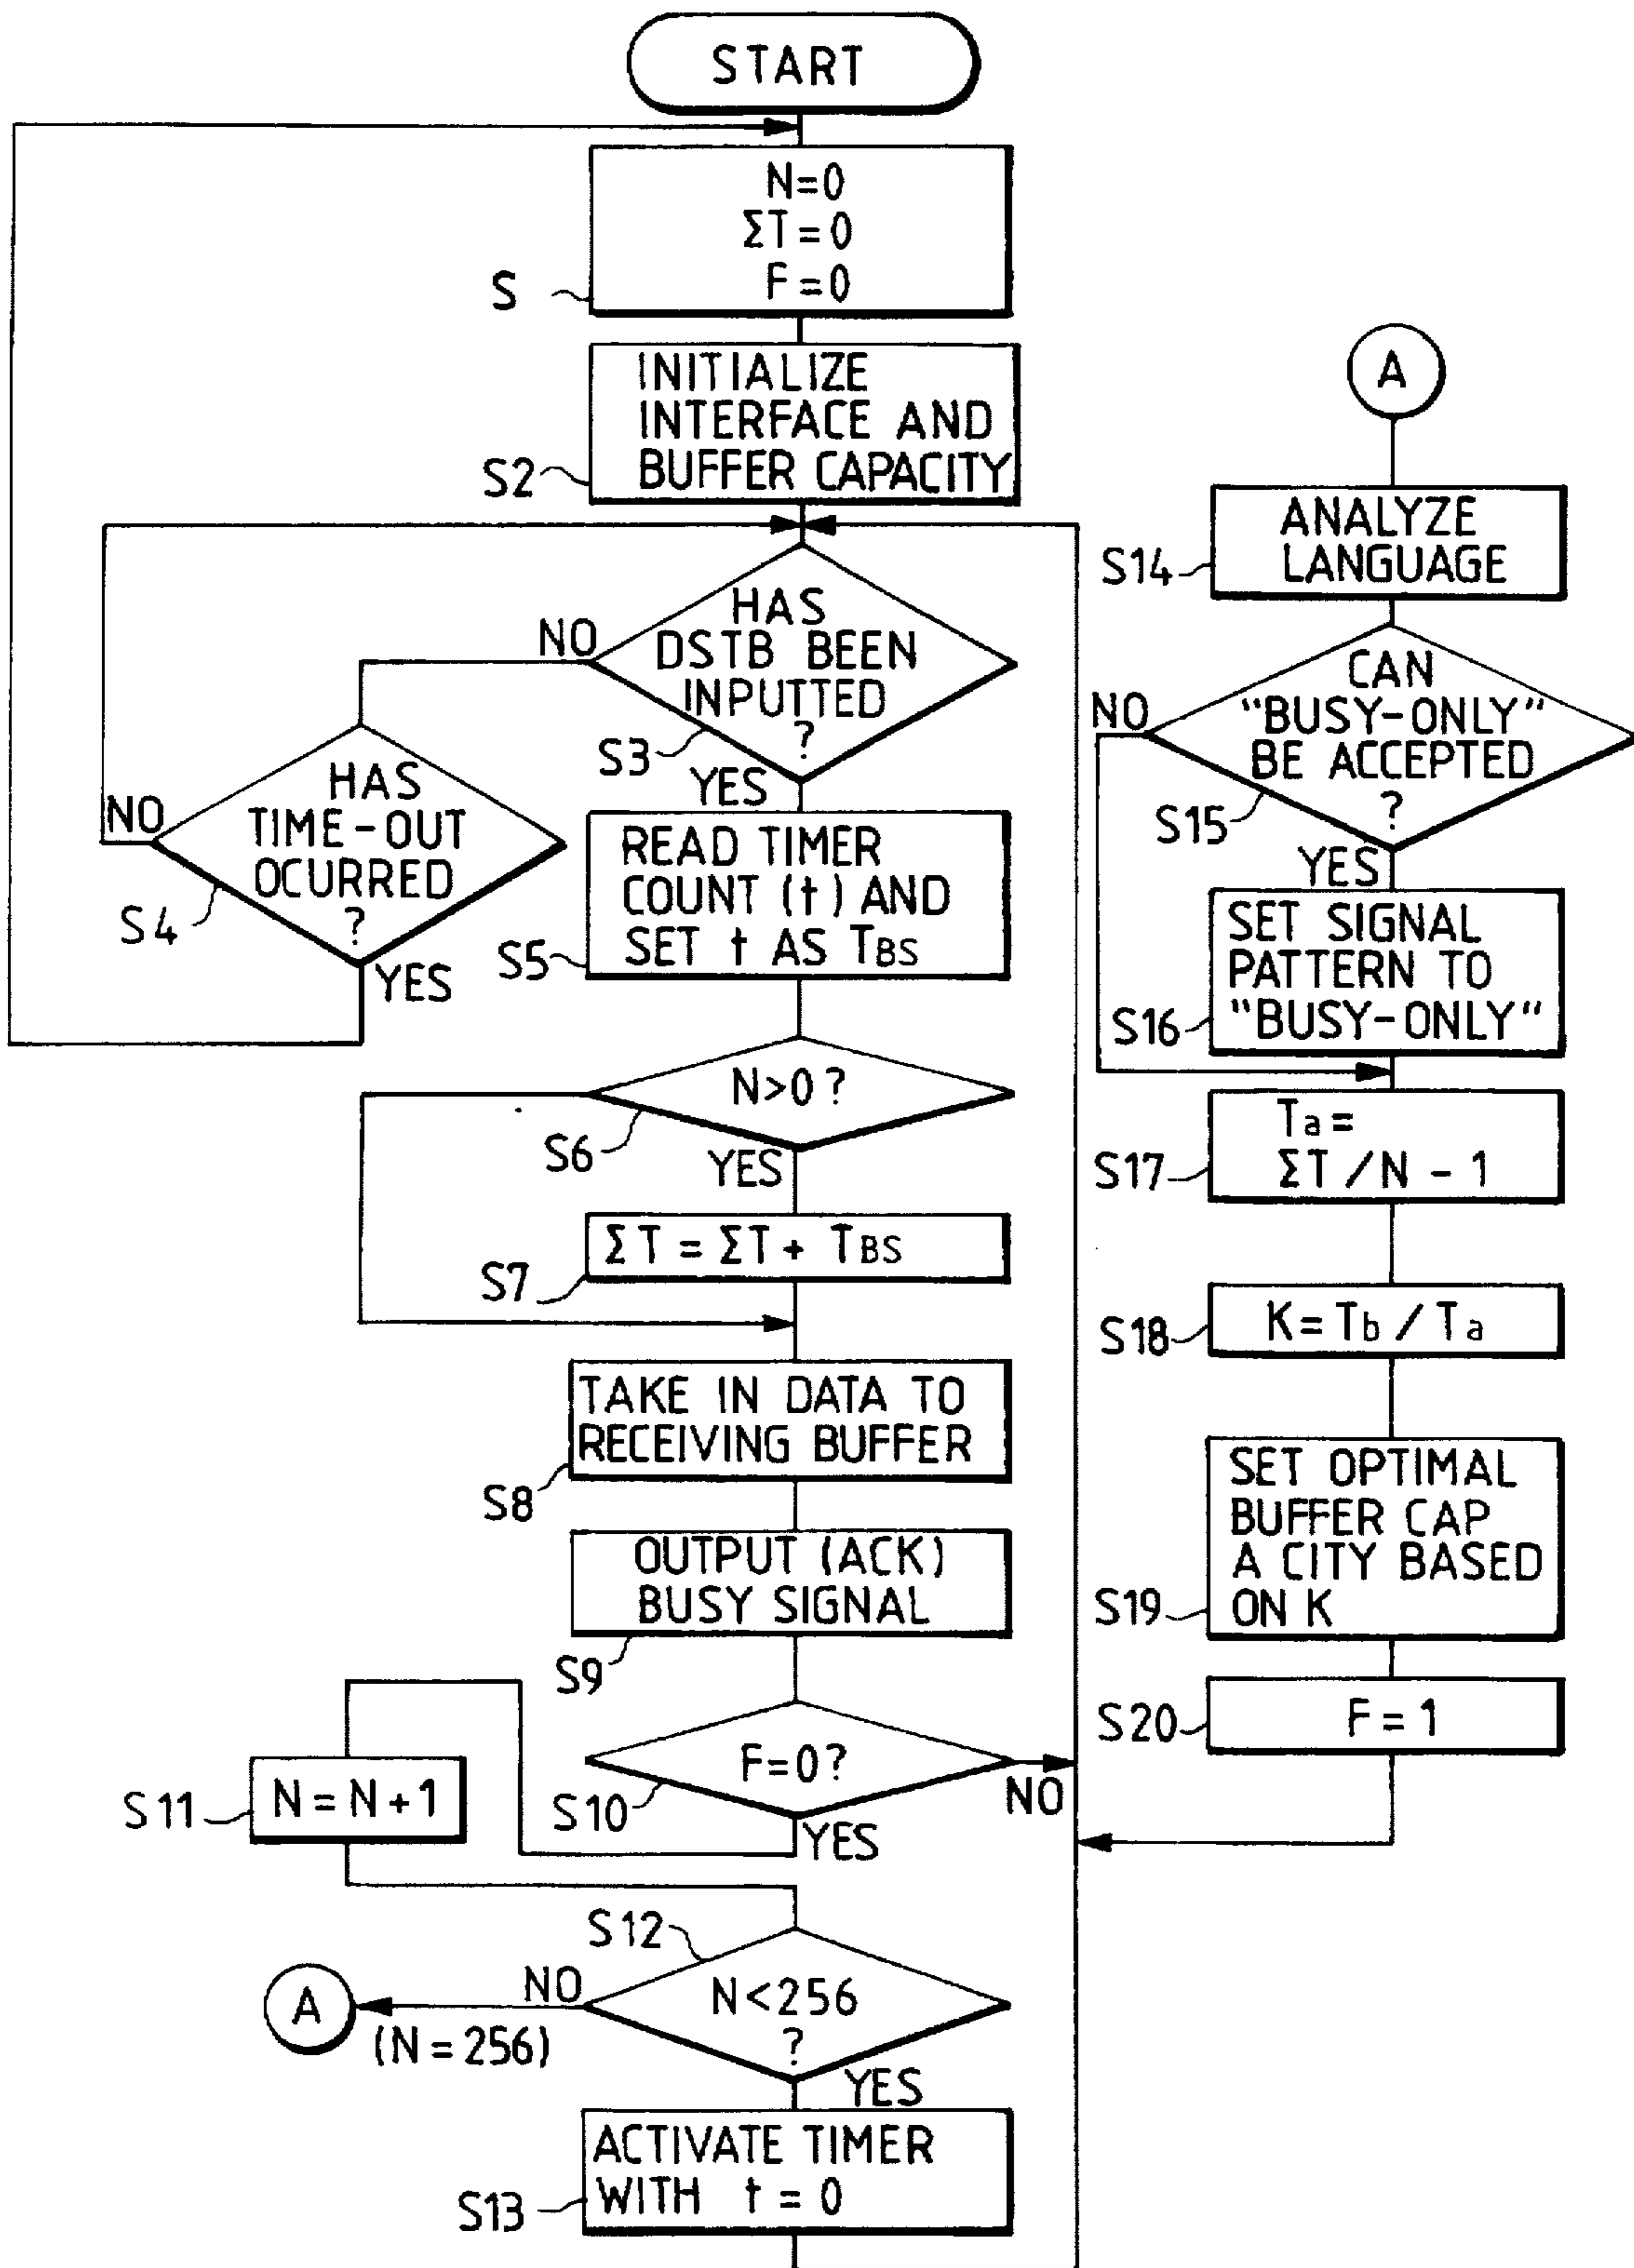 START
N=0
ΣT=0
F=0
S
INITIALIZE
INTERFACE AND
BUFFER CAPACITY
S2
HAS
DSTB BEEN
INPUTTED
?
S3
NO
YES
HAS
TIME-OUT
OCURRED
?
S4
NO
YES
READ TIMER
COUNT (t) AND
SET t AS TBS
S5
N>0?
S6
YES
ΣT = ΣT + TBS
S7
TAKE IN DATA TO
RECEIVING BUFFER
S8
OUTPUT (ACK)
BUSY SIGNAL
S9
F=0?
S10
NO
YES
N=N+1
S11
S12
N<256
?
NO
(N=256)
A
YES
ACTIVATE TIMER
WITH t=0
S13
A
ANALYZE
LANGUAGE
S14
CAN
"BUSY-ONLY"
BE ACCEPTED
?
S15
NO
YES
SET SIGNAL
PATTERN TO
"BUSY-ONLY"
S16
Ta=
ΣT/N-1
S17
K=Tb/Ta
S18
SET OPTIMAL
BUFFER CAP
A CITY BASED
ON K
S19
F=1
S20